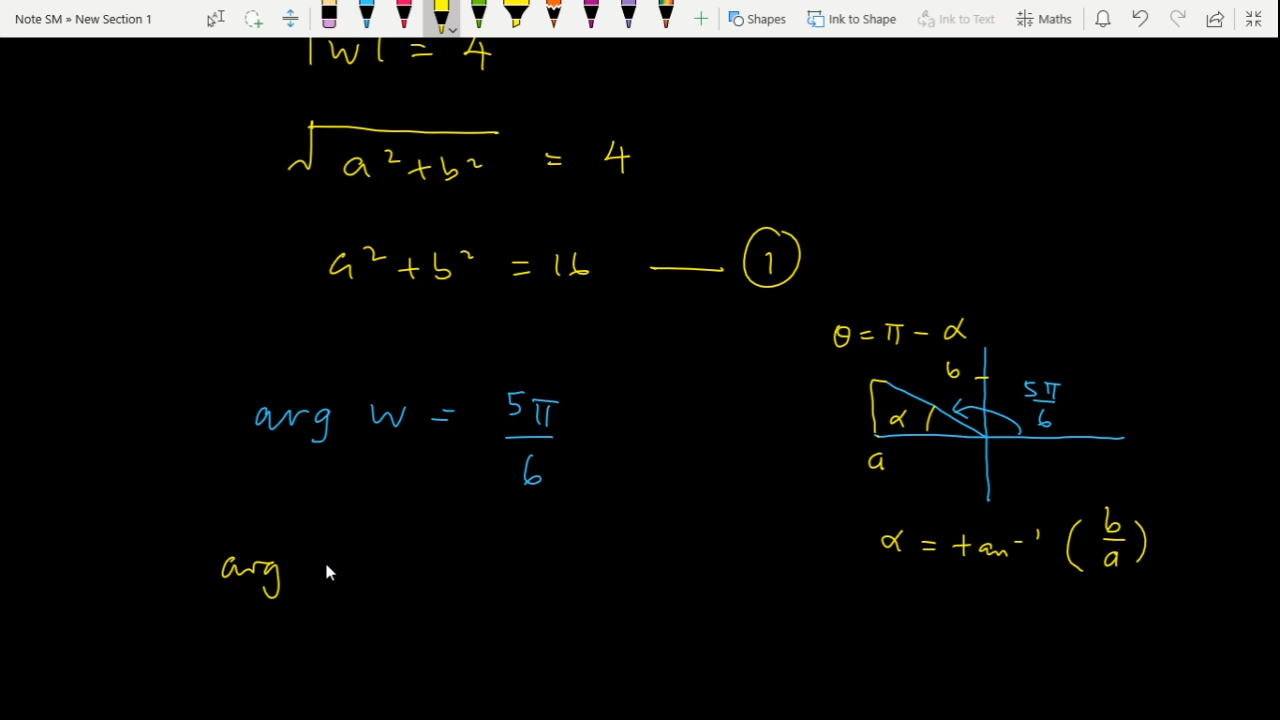 Note SM » New Section 1
Shapes
Ink to Shape
Ink to Text
Maths
|w| = 4
√(a²+b²) = 4
a² + b² = 16 —— ①
θ = π − α
b
5π/6
α
a
arg w = 5π/6
α = tan⁻¹ (b/a)
arg